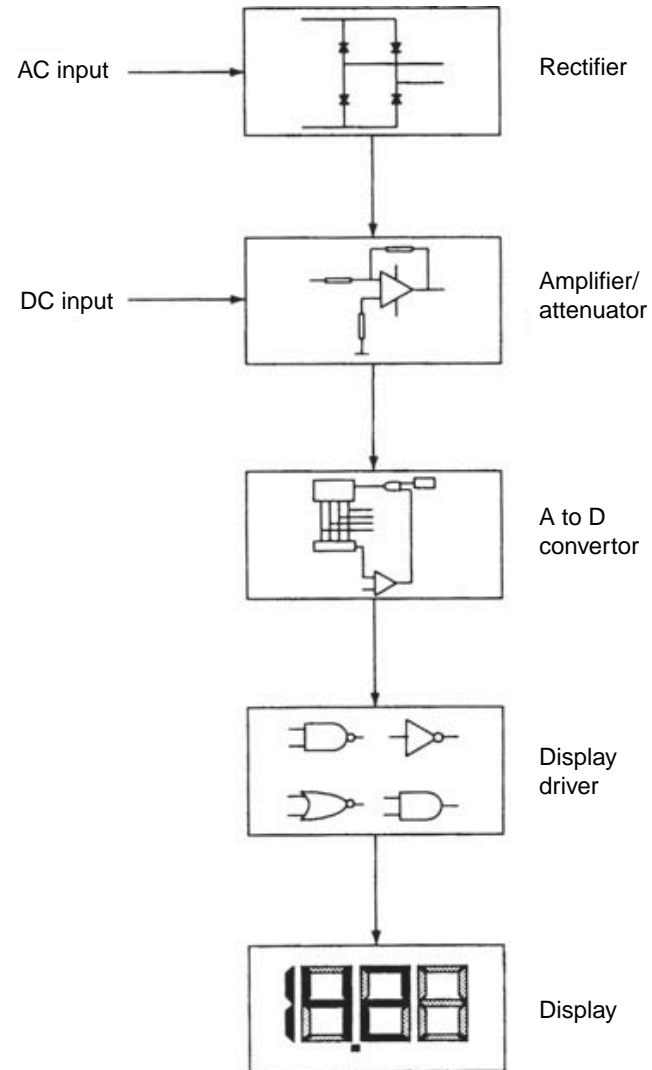 AC input
Rectifier
DC input
Amplifier/
attenuator
A to D
convertor
Display
driver
Display